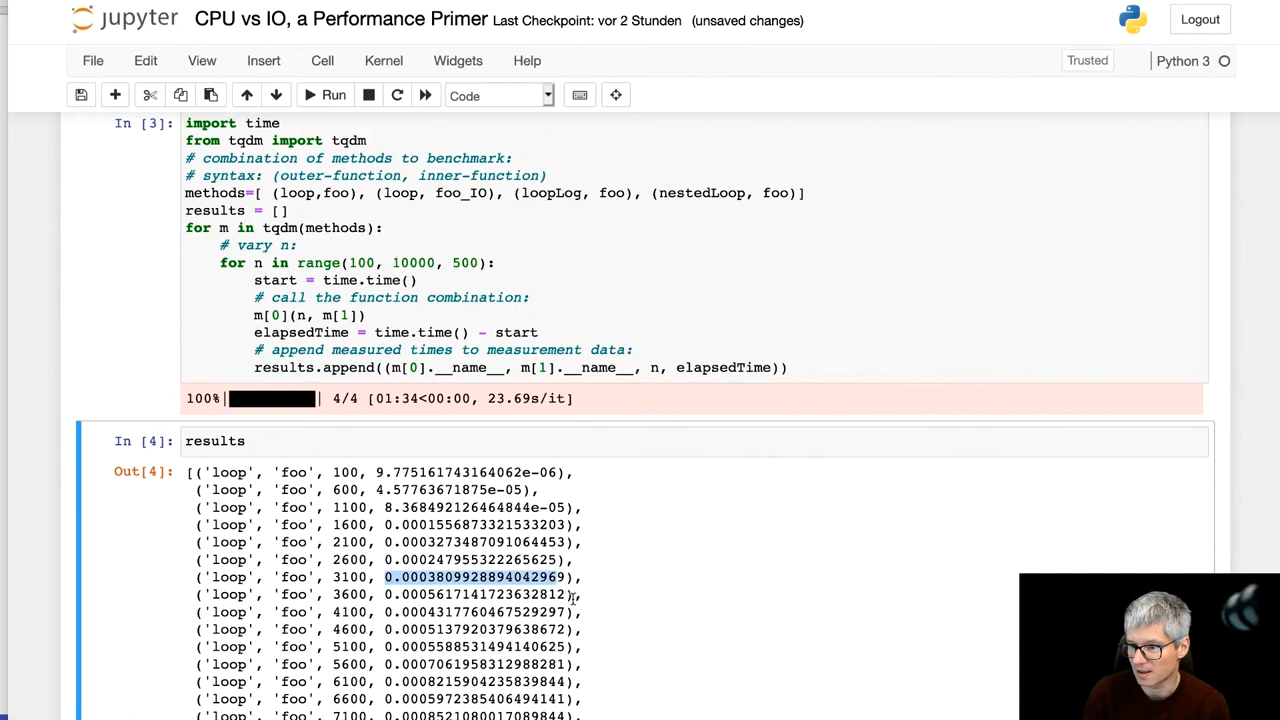 jupyter CPU vs IO, a Performance Primer Last Checkpoint: vor 2 Stunden (unsaved changes) Logout
File Edit View Insert Cell Kernel Widgets Help Trusted Python 3
Run Code
In [3]: import time
from tqdm import tqdm
# combination of methods to benchmark:
# syntax: (outer-function, inner-function)
methods=[ (loop,foo), (loop, foo_IO), (loopLog, foo), (nestedLoop, foo)]
results = []
for m in tqdm(methods):
# vary n:
for n in range(100, 10000, 500):
start = time.time()
# call the function combination:
m[0](n, m[1])
elapsedTime = time.time() - start
# append measured times to measurement data:
results.append((m[0].__name__, m[1].__name__, n, elapsedTime))
100%| | 4/4 [01:34<00:00, 23.69s/it]
In [4]: results
Out[4]: [('loop', 'foo', 100, 9.775161743164062e-06),
('loop', 'foo', 600, 4.57763671875e-05),
('loop', 'foo', 1100, 8.368492126464844e-05),
('loop', 'foo', 1600, 0.0001556873321533203),
('loop', 'foo', 2100, 0.0003273487091064453),
('loop', 'foo', 2600, 0.000247955322265625),
('loop', 'foo', 3100, 0.0003809928894042969),
('loop', 'foo', 3600, 0.0005617141723632812),
('loop', 'foo', 4100, 0.0004317760467529297),
('loop', 'foo', 4600, 0.0005137920379638672),
('loop', 'foo', 5100, 0.0005588531494140625),
('loop', 'foo', 5600, 0.0007061958312988281),
('loop', 'foo', 6100, 0.0008215904235839844),
('loop', 'foo', 6600, 0.0005972385406494141),
('loop', 'foo', 7100, 0.0008521080017089844),